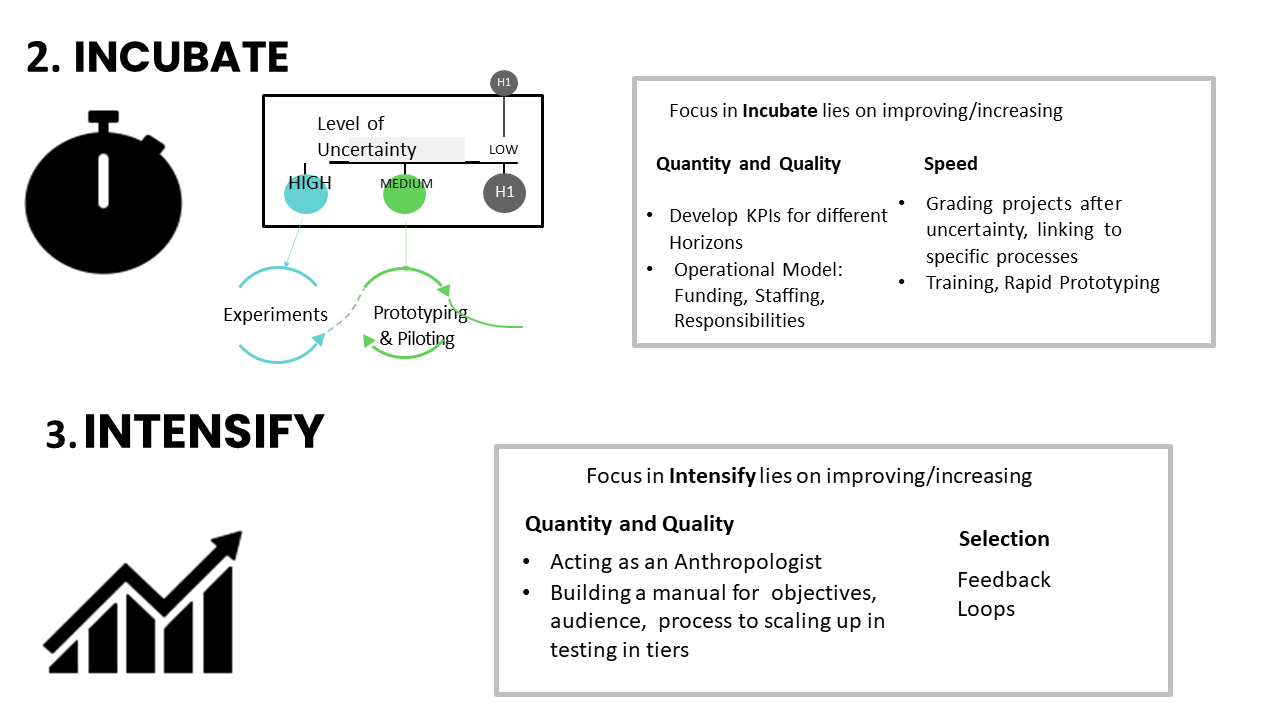 2. INCUBATE
H1
Level of
Uncertainty
LOW
HIGH
MEDIUM
H1
Experiments
Prototyping
& Piloting
Focus in Incubate lies on improving/increasing
Quantity and Quality
• Develop KPIs for different
Horizons
• Operational Model:
Funding, Staffing,
Responsibilities
Speed
• Grading projects after
uncertainty, linking to
specific processes
• Training, Rapid Prototyping
3. INTENSIFY
Focus in Intensify lies on improving/increasing
Quantity and Quality
• Acting as an Anthropologist
• Building a manual for objectives,
audience, process to scaling up in
testing in tiers
Selection
Feedback
Loops